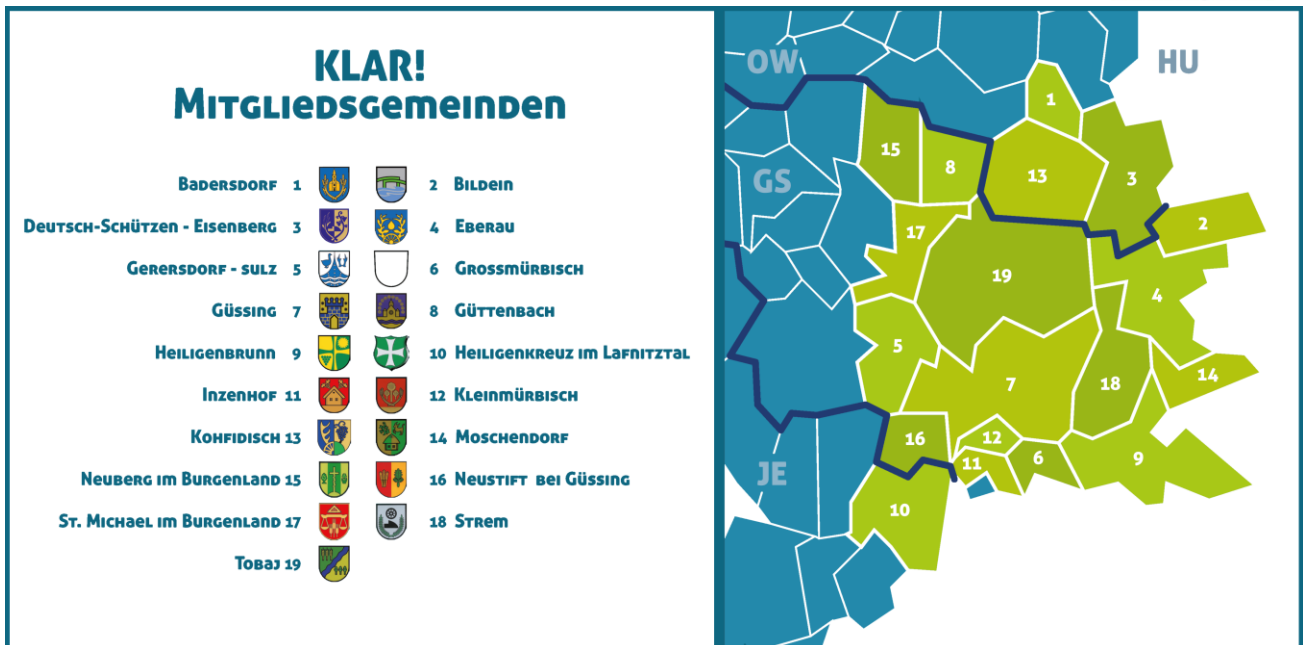 KLAR!
Mitgliedsgemeinden
Badersdorf 1
2 Bildein
Deutsch-Schützen - Eisenberg 3
4 Eberau
Gerersdorf - sulz 5
6 Grossmürbisch
Güssing 7
8 Güttenbach
Heiligenbrunn 9
10 Heiligenkreuz im Lafnitztal
Inzenhof 11
12 Kleinmürbisch
Kohfidisch 13
14 Moschendorf
Neuberg im Burgenland 15
16 Neustift bei Güssing
St. Michael im Burgenland 17
18 Strem
Tobaj 19
OW
HU
1
15
8
13
3
GS
2
17
19
4
5
7
18
14
16
12
11
6
9
JE
10